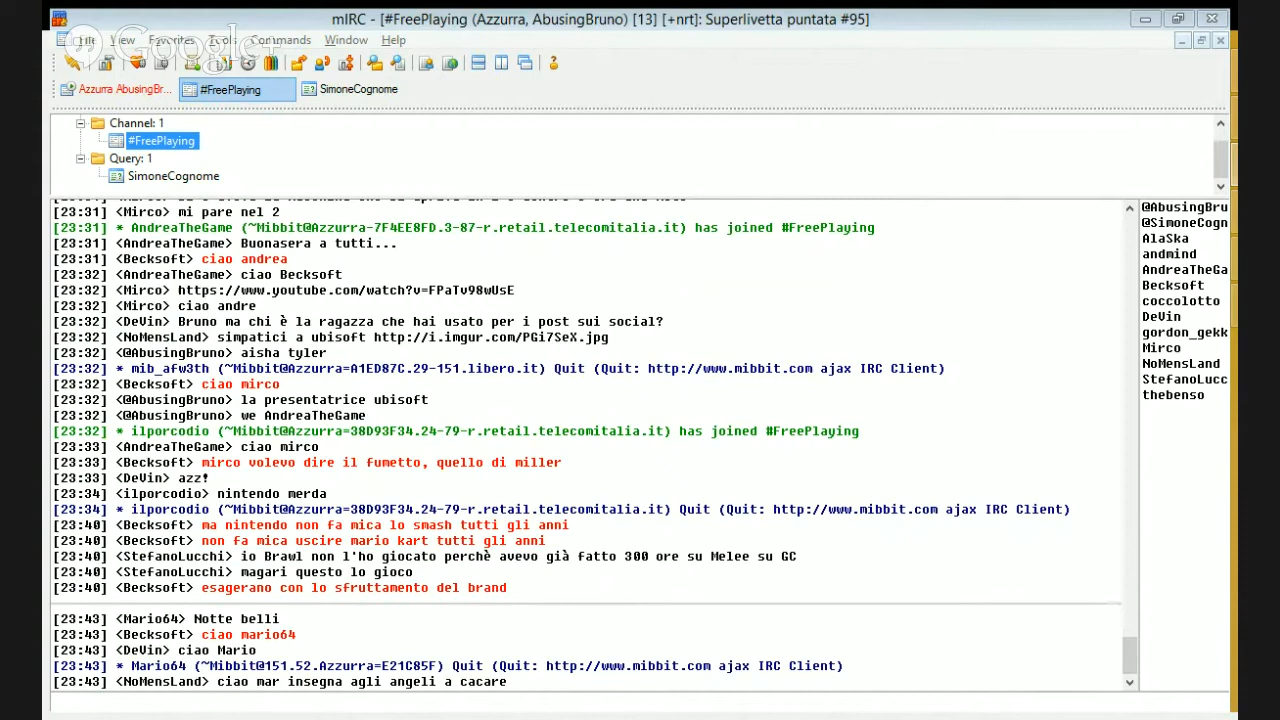 mIRC - [#FreePlaying (Azzurra, AbusingBruno) [13] [+nrt]: Superlivetta puntata #95]
File View Favorites Tools Commands Window Help
Google+
Azzurra AbusingBr... #FreePlaying SimoneCognome
Channel: 1
#FreePlaying
Query: 1
SimoneCognome
[23:31] <Mirco> mi pare nel 2
[23:31] * AndreaTheGame (~Mibbit@Azzurra-7F4EE8FD.3-87-r.retail.telecomitalia.it) has joined #FreePlaying
[23:31] <AndreaTheGame> Buonasera a tutti...
[23:31] <Becksoft> ciao andrea
[23:32] <AndreaTheGame> ciao Becksoft
[23:32] <Mirco> https://www.youtube.com/watch?v=FPaTv98wUsE
[23:32] <Mirco> ciao andre
[23:32] <DeVin> Bruno ma chi è la ragazza che hai usato per i post sui social?
[23:32] <NoMensLand> simpatici a ubisoft http://i.imgur.com/PGi7SeX.jpg
[23:32] <@AbusingBruno> aisha tyler
[23:32] * mib_afw3th (~Mibbit@Azzurra=A1ED87C.29-151.libero.it) Quit (Quit: http://www.mibbit.com ajax IRC Client)
[23:32] <Becksoft> ciao mirco
[23:32] <@AbusingBruno> la presentatrice ubisoft
[23:32] <@AbusingBruno> we AndreaTheGame
[23:32] * ilporcodio (~Mibbit@Azzurra=38D93F34.24-79-r.retail.telecomitalia.it) has joined #FreePlaying
[23:33] <AndreaTheGame> ciao mirco
[23:33] <Becksoft> mirco volevo dire il fumetto, quello di miller
[23:33] <DeVin> azz!
[23:34] <ilporcodio> nintendo merda
[23:34] * ilporcodio (~Mibbit@Azzurra=38D93F34.24-79-r.retail.telecomitalia.it) Quit (Quit: http://www.mibbit.com ajax IRC Client)
[23:40] <Becksoft> ma nintendo non fa mica lo smash tutti gli anni
[23:40] <Becksoft> non fa mica uscire mario kart tutti gli anni
[23:40] <StefanoLucchi> io Brawl non l'ho giocato perchè avevo già fatto 300 ore su Melee su GC
[23:40] <StefanoLucchi> magari questo lo gioco
[23:40] <Becksoft> esagerano con lo sfruttamento del brand
[23:43] <Mario64> Notte belli
[23:43] <Becksoft> ciao mario64
[23:43] <DeVin> ciao Mario
[23:43] * Mario64 (~Mibbit@151.52.Azzurra=E21C85F) Quit (Quit: http://www.mibbit.com ajax IRC Client)
[23:43] <NoMensLand> ciao mar insegna agli angeli a cacare
@AbusingBru
@SimoneCogn
AlaSka
andmind
AndreaTheGa
Becksoft
coccolotto
DeVin
gordon_gekk
Mirco
NoMensLand
StefanoLucc
thebenso